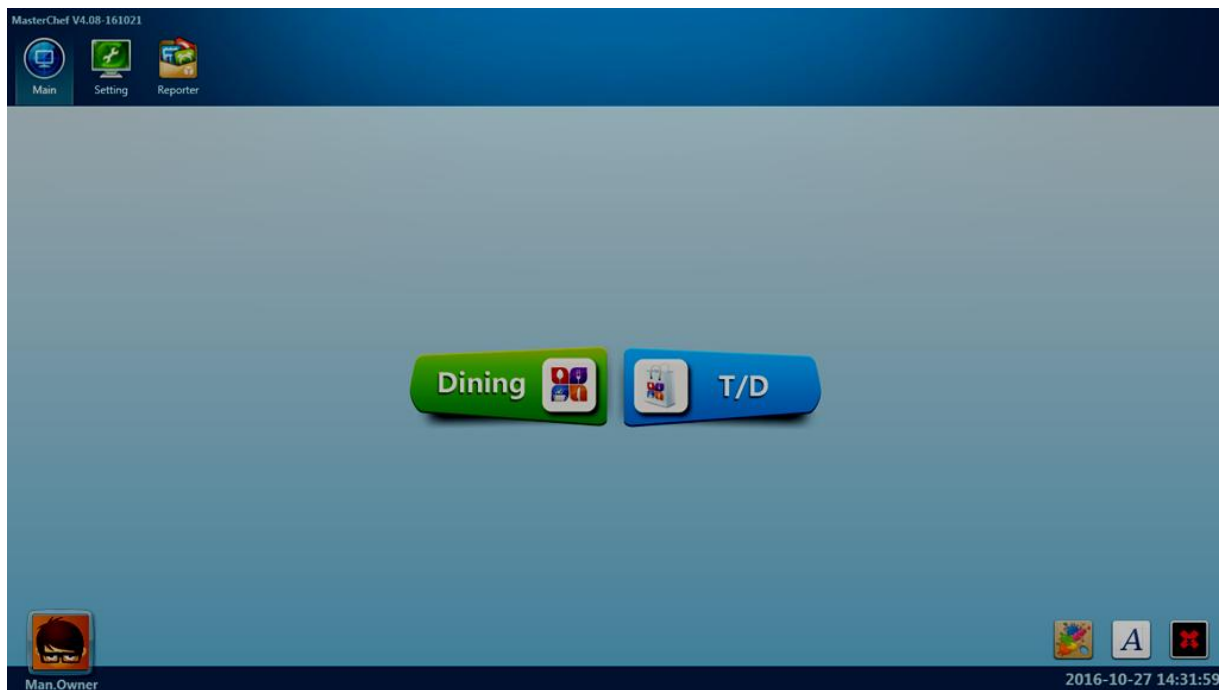 MasterChef V4.08-161021
Main Setting Reporter
Dining T/D
A
Man.Owner
2016-10-27 14:31:59